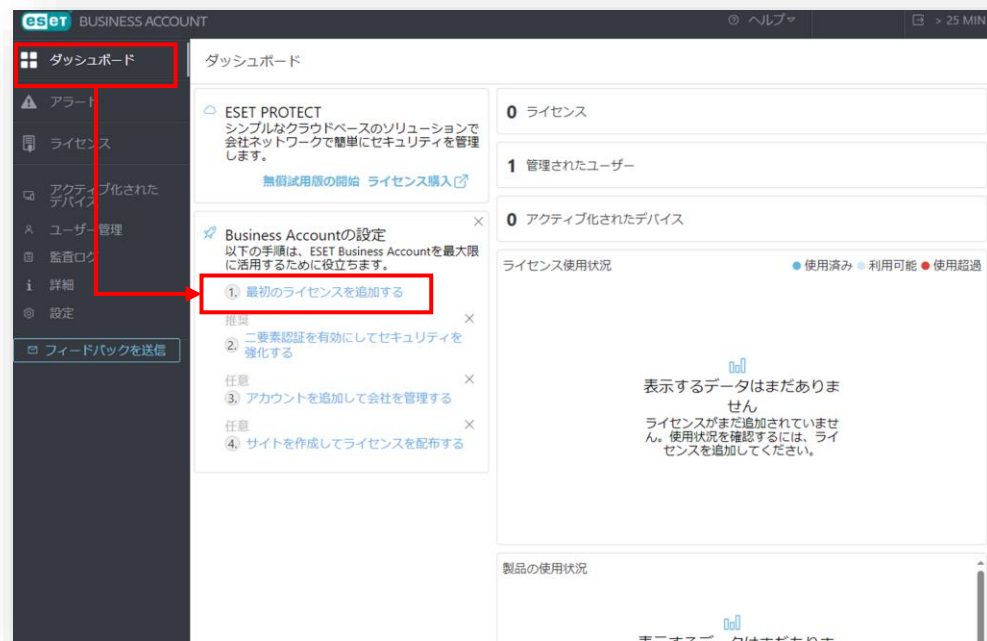 eset BUSINESS ACCOUNT
ヘルプ
> 25 MIN
ダッシュボード
アラート
ライセンス
アクティブ化された
デバイス
ユーザー管理
監査ログ
詳細
設定
フィードバックを送信
ダッシュボード
ESET PROTECT
シンプルなクラウドベースのソリューションで
会社ネットワークで簡単にセキュリティを管理
します。
無償試用版の開始 ライセンス購入
Business Accountの設定
以下の手順は、ESET Business Accountを最大限
に活用するために役立ちます。
1. 最初のライセンスを追加する
推奨
2. 二要素認証を有効にしてセキュリティを
強化する
任意
3. アカウントを追加して会社を管理する
任意
4. サイトを作成してライセンスを配布する
0 ライセンス
1 管理されたユーザー
0 アクティブ化されたデバイス
ライセンス使用状況
使用済み 利用可能 使用超過
表示するデータはまだありま
せん
ライセンスがまだ追加されていませ
ん。使用状況を確認するには、ライ
センスを追加してください。
製品の使用状況
表示するデータはまだありま